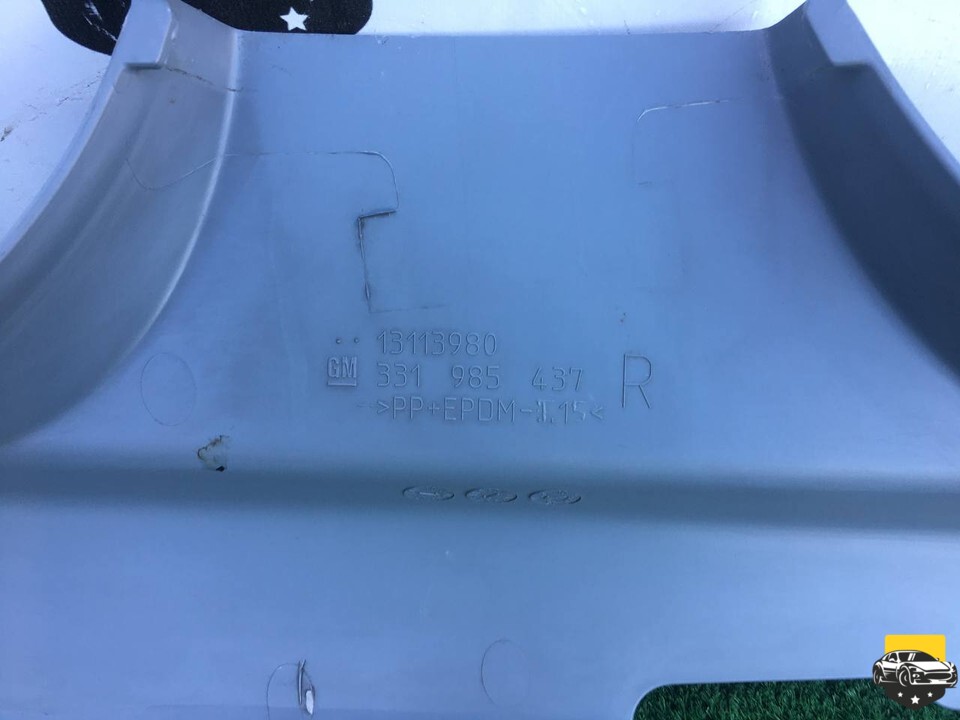 13113980
GM 331 985 437 R
>PP+EPDM-T15<